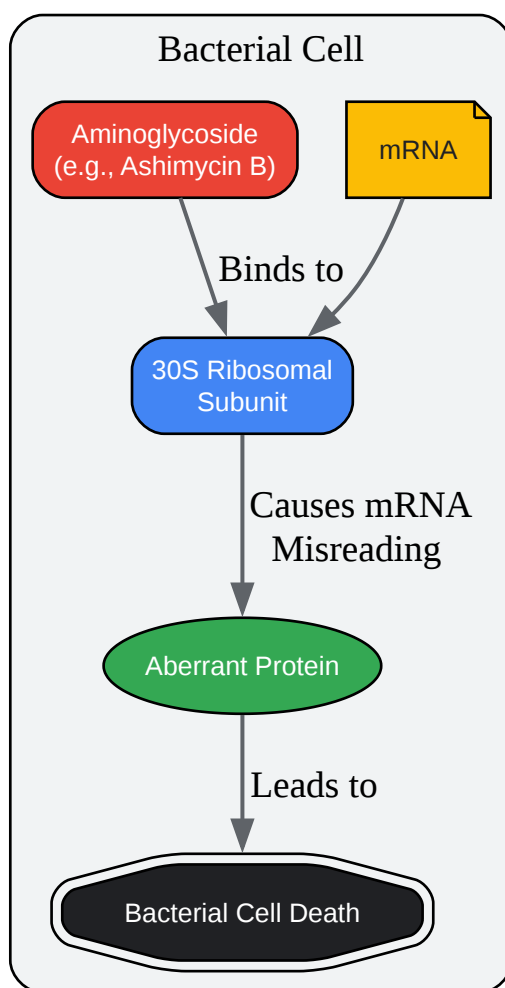 Bacterial Cell
Aminoglycoside
(e.g., Ashimycin B)
mRNA
Binds to
30S Ribosomal
Subunit
Causes mRNA
Misreading
Aberrant Protein
Leads to
Bacterial Cell Death